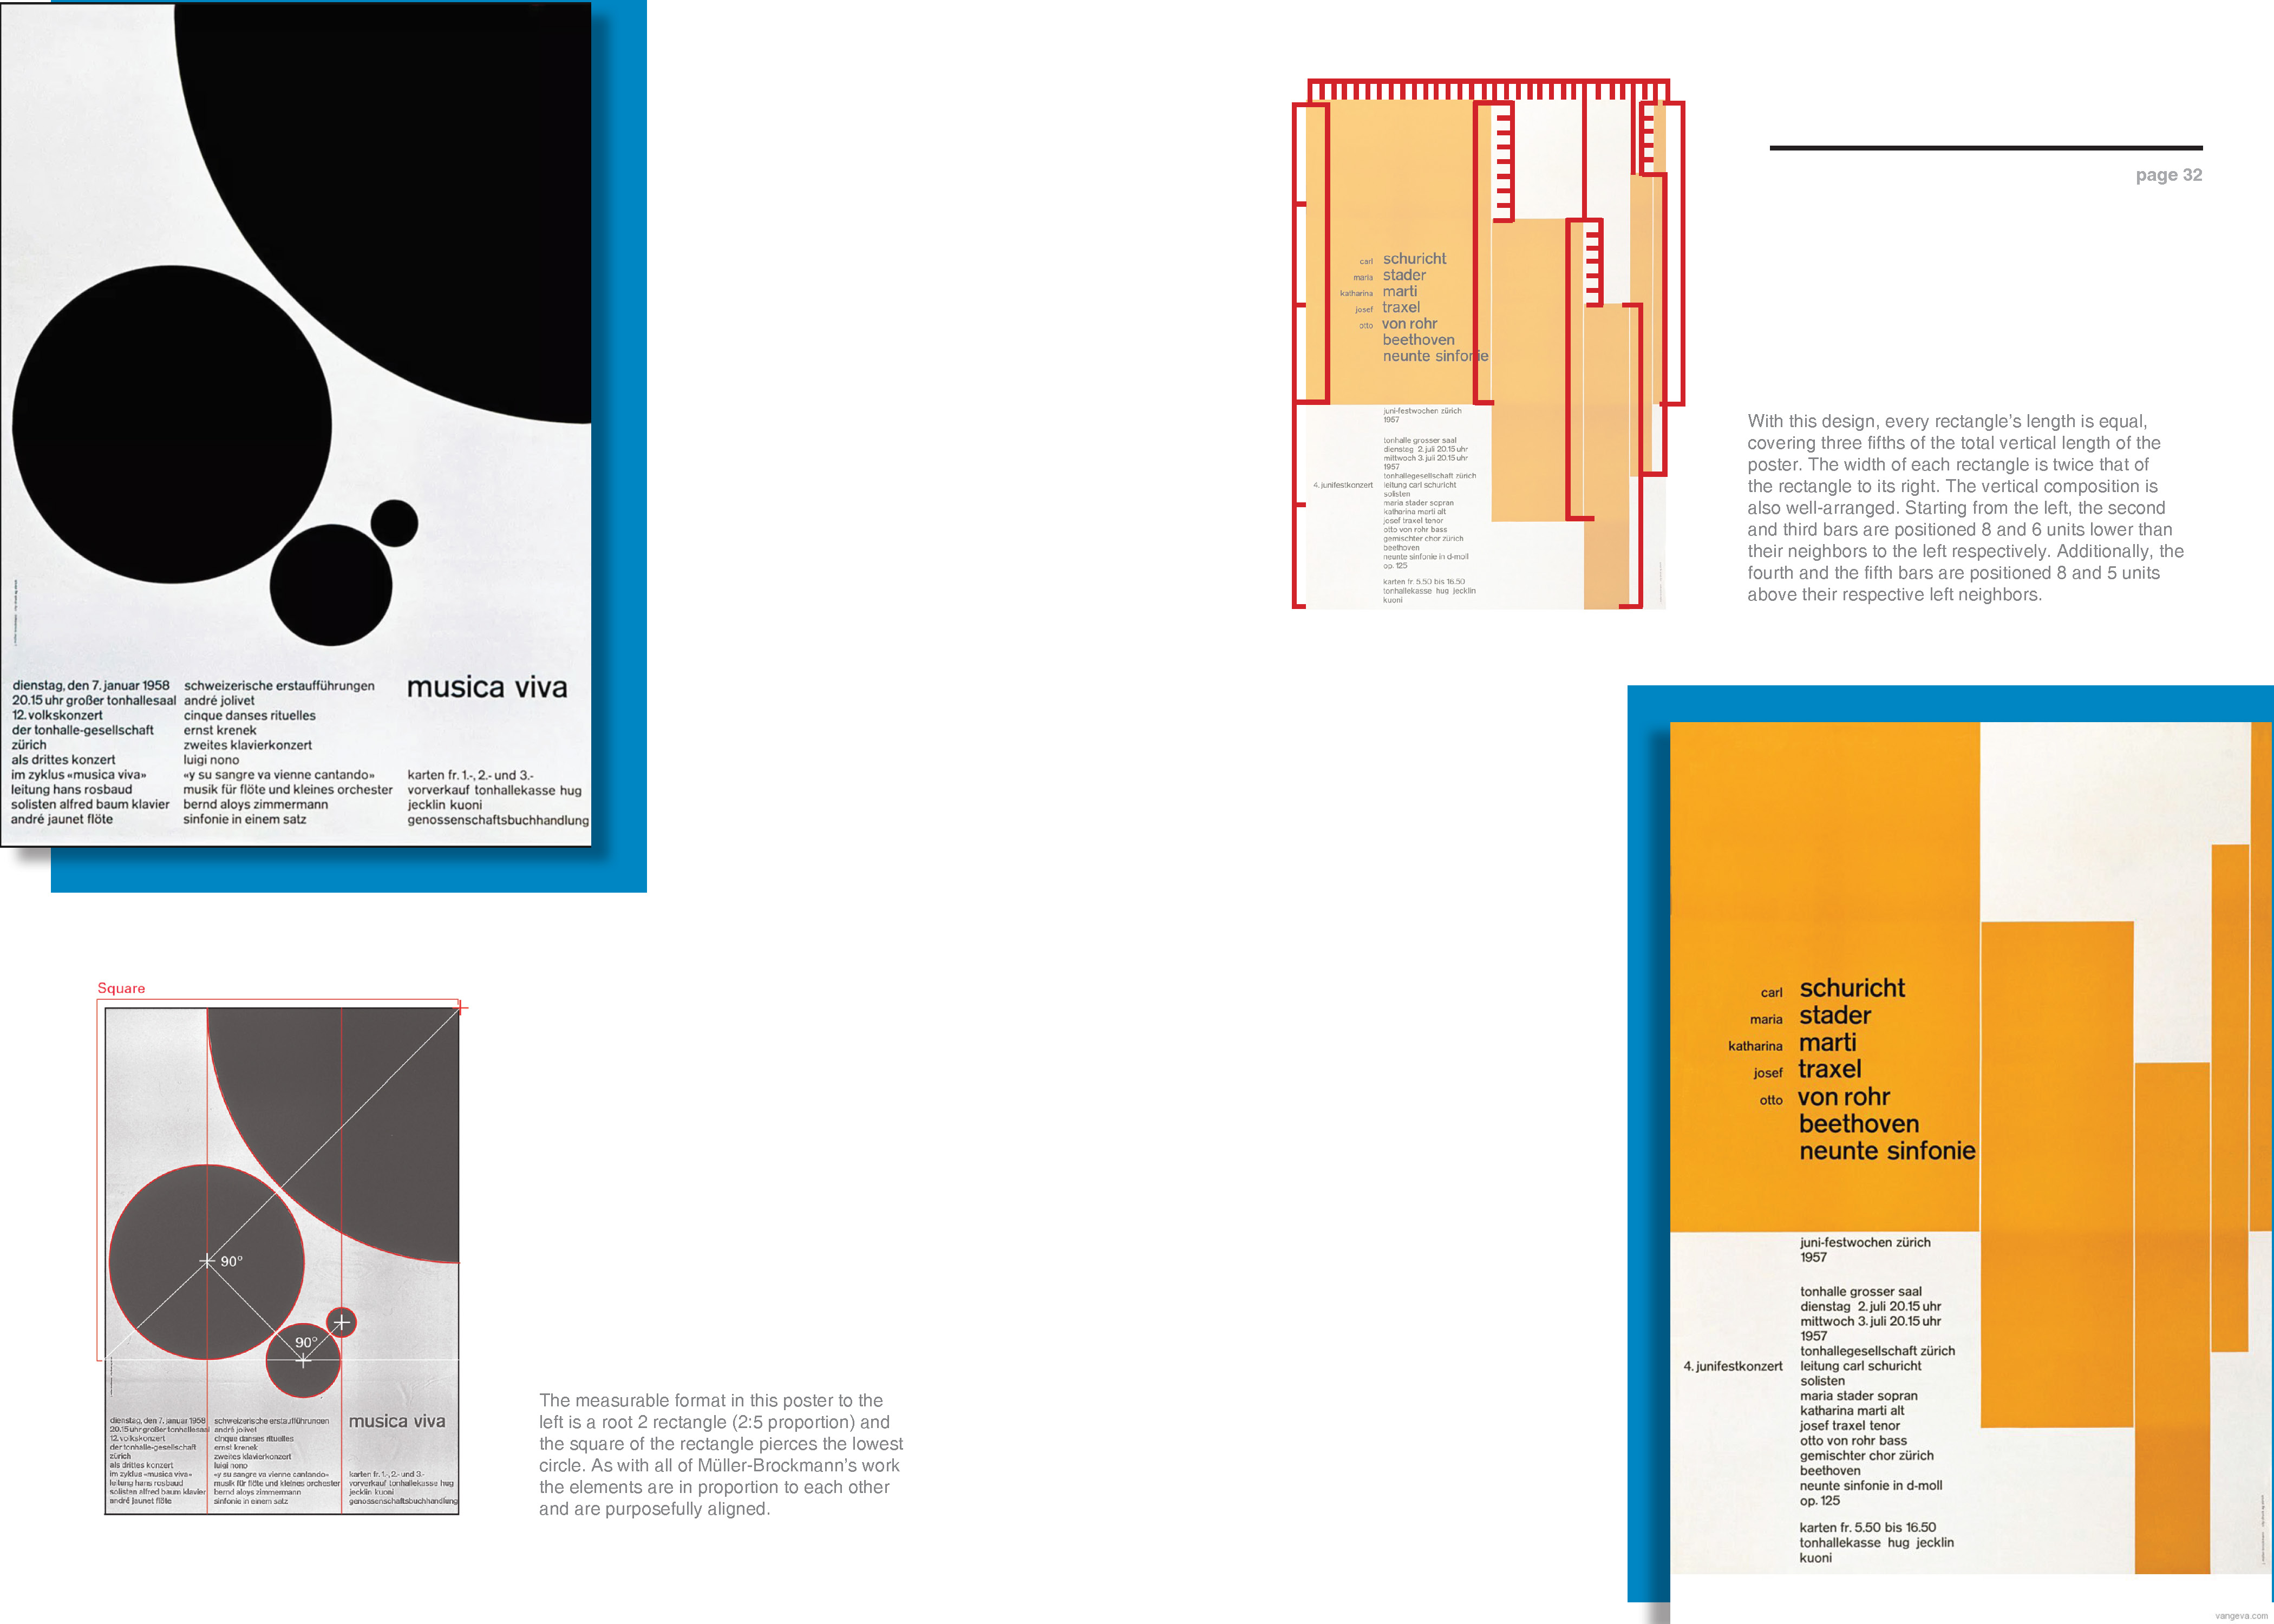 dienstag, den 7. januar 1958
20.15 uhr großer tonhallesaal
12. volkskonzert
der tonhalle-gesellschaft
zürich
als drittes konzert
im zyklus «musica viva»
leitung hans rosbaud
solisten alfred baum klavier
andré jaunet flöte
schweizerische erstaufführungen
andré jolivet
cinque danses rituelles
ernst krenek
zweites klavierkonzert
luigi nono
«y su sangre va vienne cantando»
musik für flöte und kleines orchester
bernd aloys zimmermann
sinfonie in einem satz
musica viva
karten fr. 1.-, 2.- und 3.-
vorverkauf tonhallekasse hug
jecklin kuoni
genossenschaftsbuchhandlung
Square
90°
90°
dienstag, den 7. januar 1958
20.15 uhr großer tonhallesaal
12. volkskonzert
der tonhalle-gesellschaft
zürich
als drittes konzert
im zyklus «musica viva»
leitung hans rosbaud
solisten alfred baum klavier
andré jaunet flöte
schweizerische erstaufführungen
andré jolivet
cinque danses rituelles
ernst krenek
zweites klavierkonzert
luigi nono
«y su sangre va vienne cantando»
musik für flöte und kleines orchester
bernd aloys zimmermann
sinfonie in einem satz
musica viva
karten fr. 1.-, 2.- und 3.-
vorverkauf tonhallekasse hug
jecklin kuoni
genossenschaftsbuchhandlung
The measurable format in this poster to the
left is a root 2 rectangle (2:5 proportion) and
the square of the rectangle pierces the lowest
circle. As with all of Müller-Brockmann's work
the elements are in proportion to each other
and are purposefully aligned.
carl schuricht
maria stader
katharina marti
josef traxel
otto von rohr
beethoven
neunte sinfonie
juni-festwochen zürich
1957
tonhalle grosser saal
dienstag 2. juli 20.15 uhr
mittwoch 3. juli 20.15 uhr
1957
tonhallegesellschaft zürich
4. junifestkonzert leitung carl schuricht
solisten
maria stader sopran
katharina marti alt
josef traxel tenor
otto von rohr bass
gemischter chor zürich
beethoven
neunte sinfonie in d-moll
op. 125
karten fr. 5.50 bis 16.50
tonhallekasse hug jecklin
kuoni
page 32
With this design, every rectangle's length is equal,
covering three fifths of the total vertical length of the
poster. The width of each rectangle is twice that of
the rectangle to its right. The vertical composition is
also well-arranged. Starting from the left, the second
and third bars are positioned 8 and 6 units lower than
their neighbors to the left respectively. Additionally, the
fourth and the fifth bars are positioned 8 and 5 units
above their respective left neighbors.
carl schuricht
maria stader
katharina marti
josef traxel
otto von rohr
beethoven
neunte sinfonie
juni-festwochen zürich
1957
tonhalle grosser saal
dienstag 2. juli 20.15 uhr
mittwoch 3. juli 20.15 uhr
1957
tonhallegesellschaft zürich
4. junifestkonzert leitung carl schuricht
solisten
maria stader sopran
katharina marti alt
josef traxel tenor
otto von rohr bass
gemischter chor zürich
beethoven
neunte sinfonie in d-moll
op. 125
karten fr. 5.50 bis 16.50
tonhallekasse hug jecklin
kuoni
vangeva.com